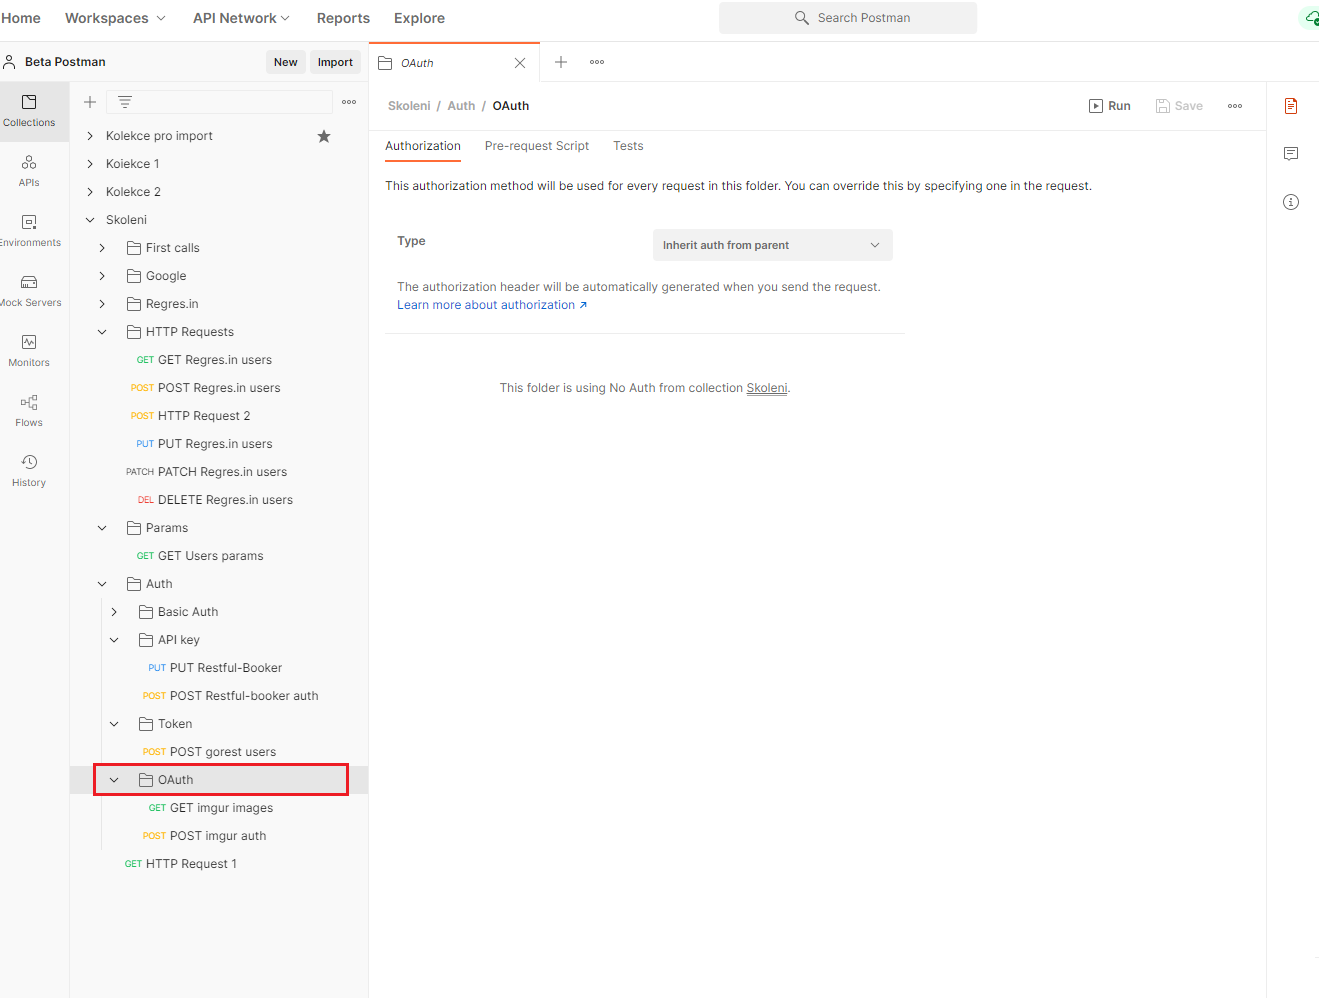 Home Workspaces API Network Reports Explore Search Postman
Beta Postman New Import OAuth
Collections
APIs
Environments
Mock Servers
Monitors
Flows
History
Kolekce pro import
Koiekce 1
Kolekce 2
Skoleni
First calls
Google
Regres.in
HTTP Requests
GET GET Regres.in users
POST POST Regres.in users
POST HTTP Request 2
PUT PUT Regres.in users
PATCH PATCH Regres.in users
DEL DELETE Regres.in users
Params
GET GET Users params
Auth
Basic Auth
API key
PUT PUT Restful-Booker
POST POST Restful-booker auth
Token
POST POST gorest users
OAuth
GET GET imgur images
POST POST imgur auth
GET HTTP Request 1
Skoleni / Auth / OAuth Run Save
Authorization Pre-request Script Tests
This authorization method will be used for every request in this folder. You can override this by specifying one in the request.
Type Inherit auth from parent
The authorization header will be automatically generated when you send the request.
Learn more about authorization ↗
This folder is using No Auth from collection Skoleni.